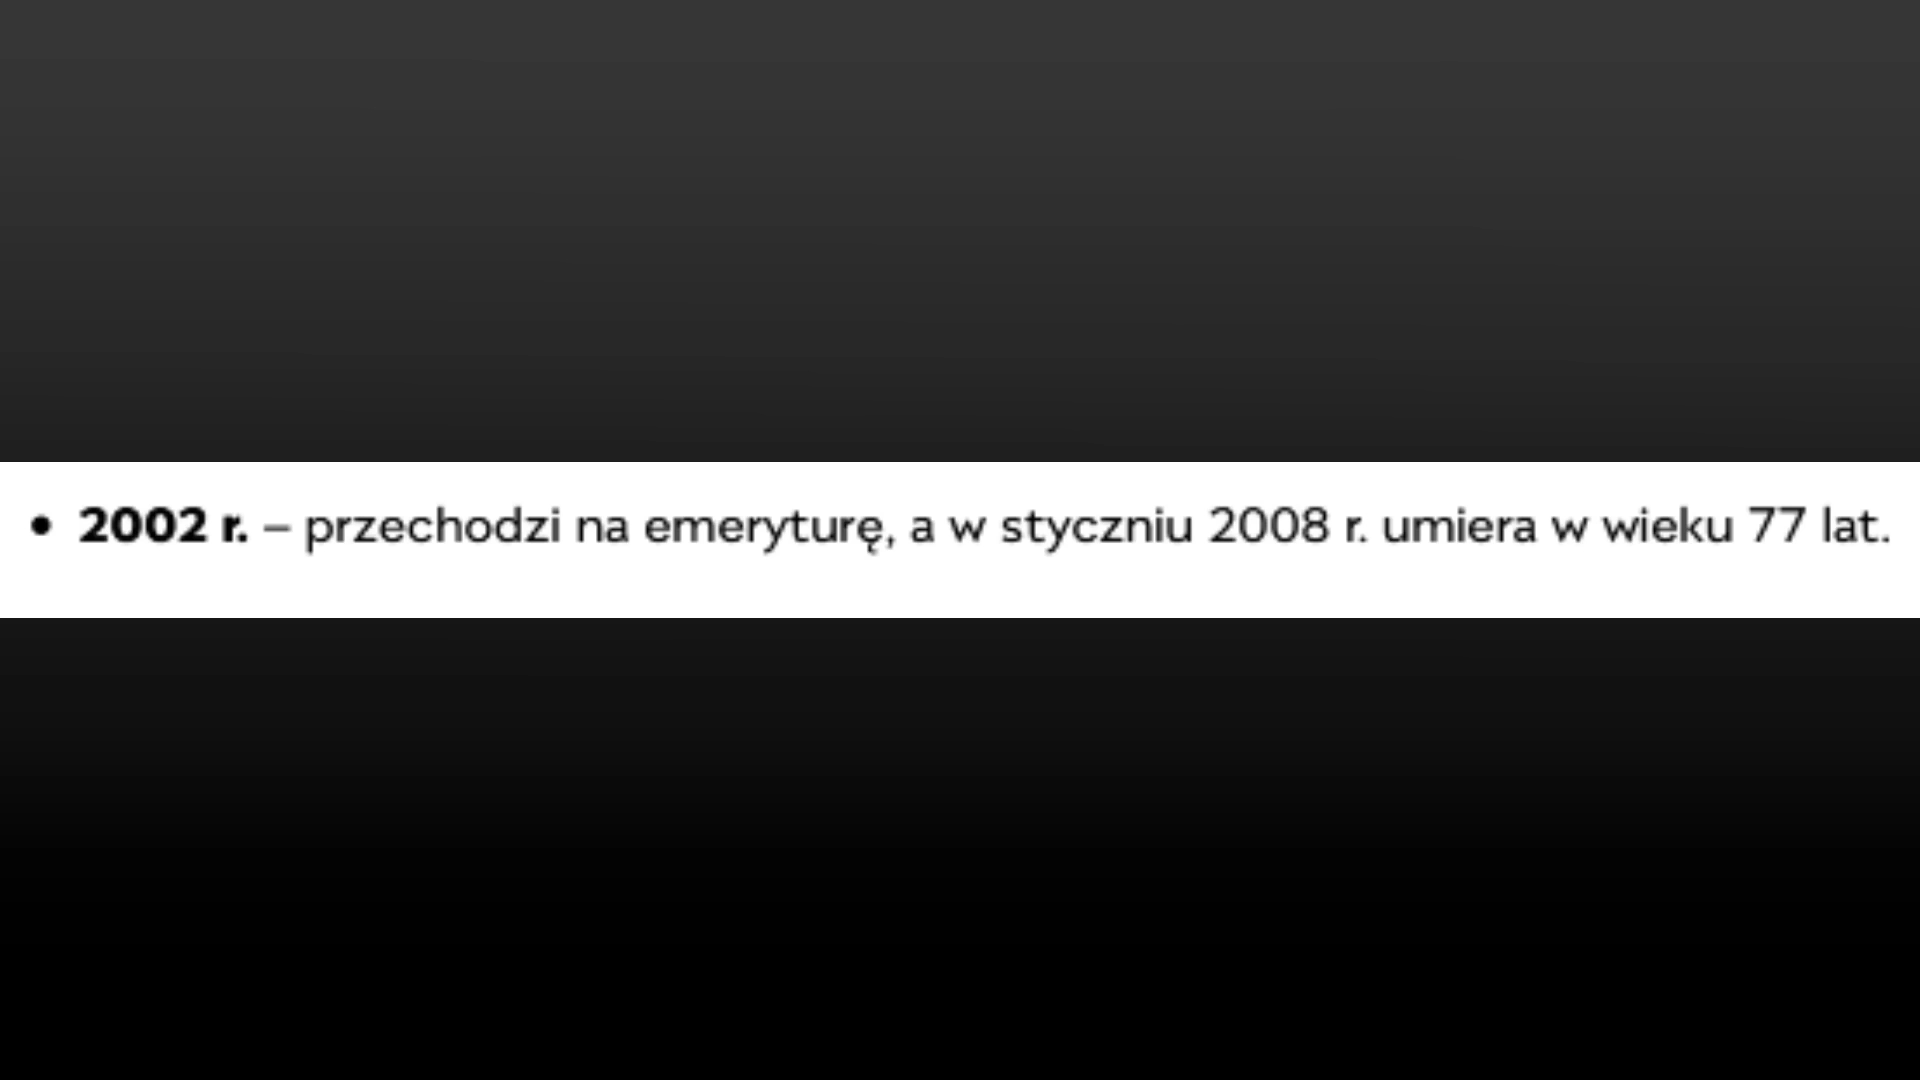 • 2002 r. – przechodzi na emeryturę, a w styczniu 2008 r. umiera w wieku 77 lat.